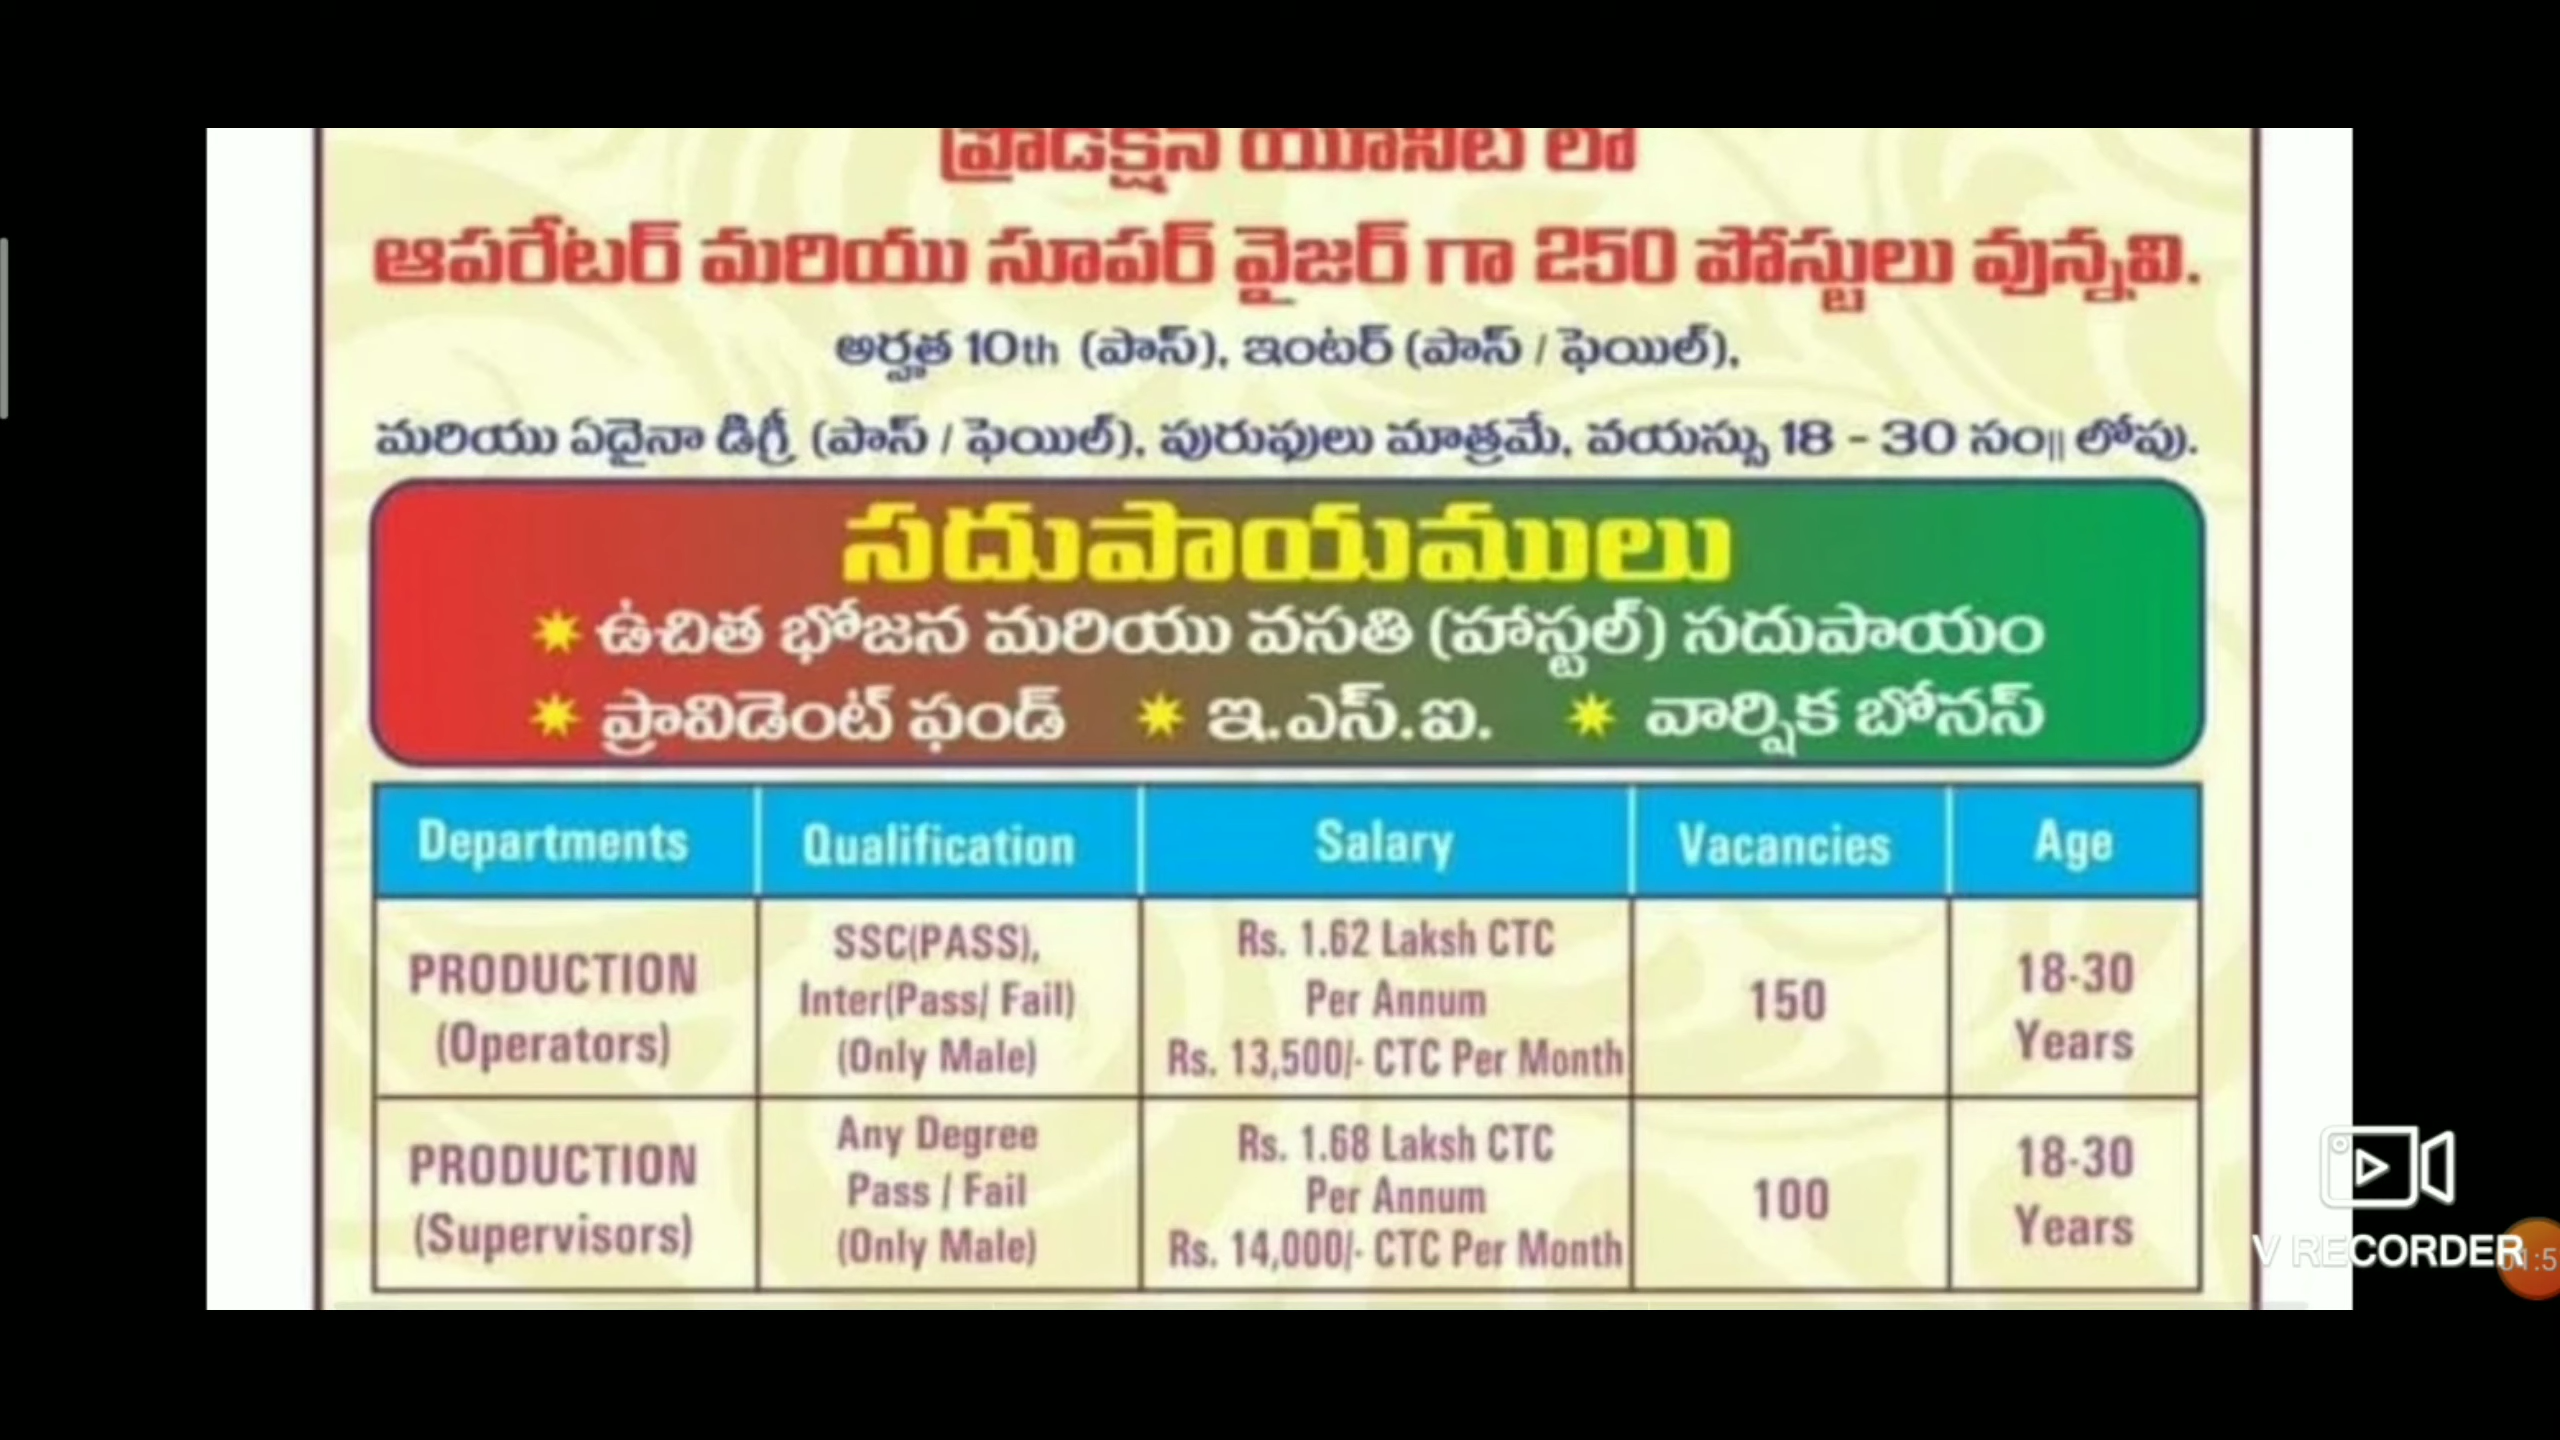 ప్రొడక్షన్ యూనిట్ లో
ఆపరేటర్ మరియు సూపర్ వైజర్ గా 250 పోస్టులు వున్నవి.
అర్హత 10th (పాస్), ఇంటర్ (పాస్ / ఫెయిల్),
మరియు ఏదైనా డిగ్రీ (పాస్ / ఫెయిల్), పురుషులు మాత్రమే, వయస్సు 18 - 30 సం|| లోపు.
సదుపాయములు
ఉచిత భోజన మరియు వసతి (హాస్టల్) సదుపాయం
ప్రావిడెంట్ ఫండ్ ఇ.ఎస్.ఐ. వార్షిక బోనస్
Departments Qualification Salary Vacancies Age
PRODUCTION
(Operators)
SSC(PASS),
Inter(Pass/ Fail)
(Only Male)
Rs. 1.62 Laksh CTC
Per Annum
Rs. 13,500/- CTC Per Month
150
18-30
Years
PRODUCTION
(Supervisors)
Any Degree
Pass / Fail
(Only Male)
Rs. 1.68 Laksh CTC
Per Annum
Rs. 14,000/- CTC Per Month
100
18-30
Years
V RECORDER